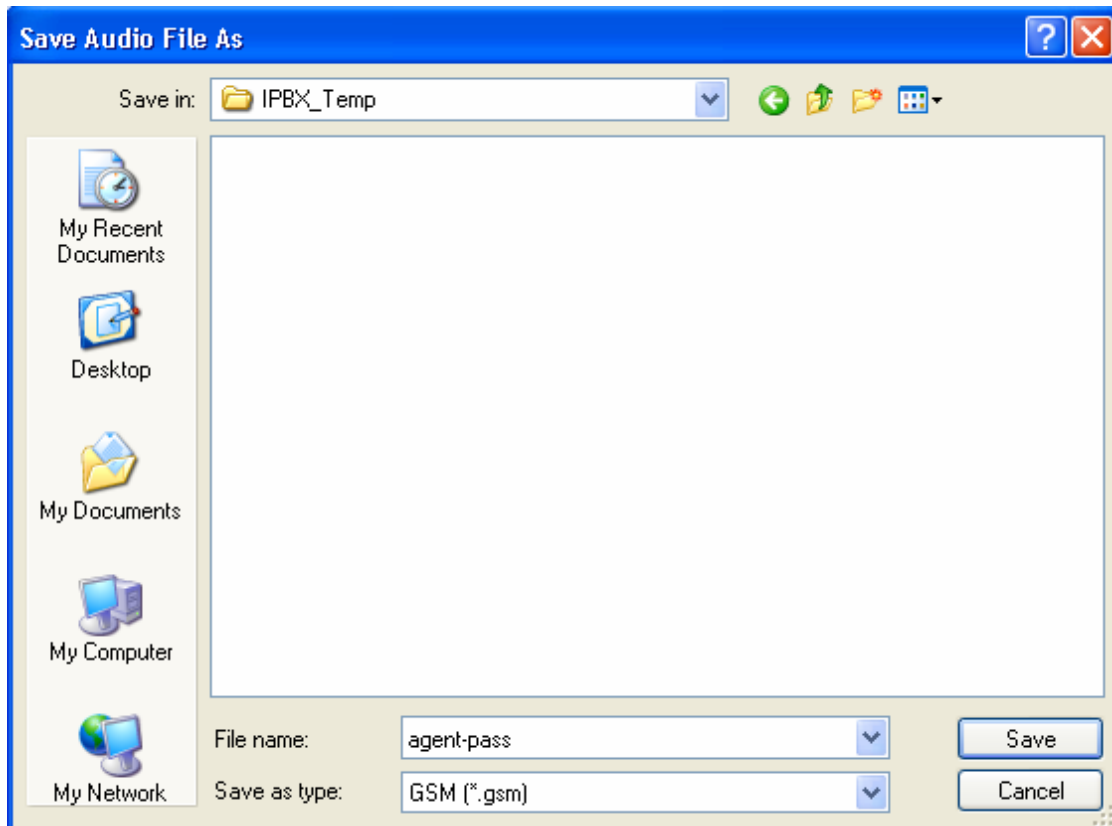 Save Audio File As
Save in: IPBX_Temp
My Recent
Documents
Desktop
My Documents
My Computer
My Network
File name: agent-pass Save
Save as type: GSM (*.gsm) Cancel